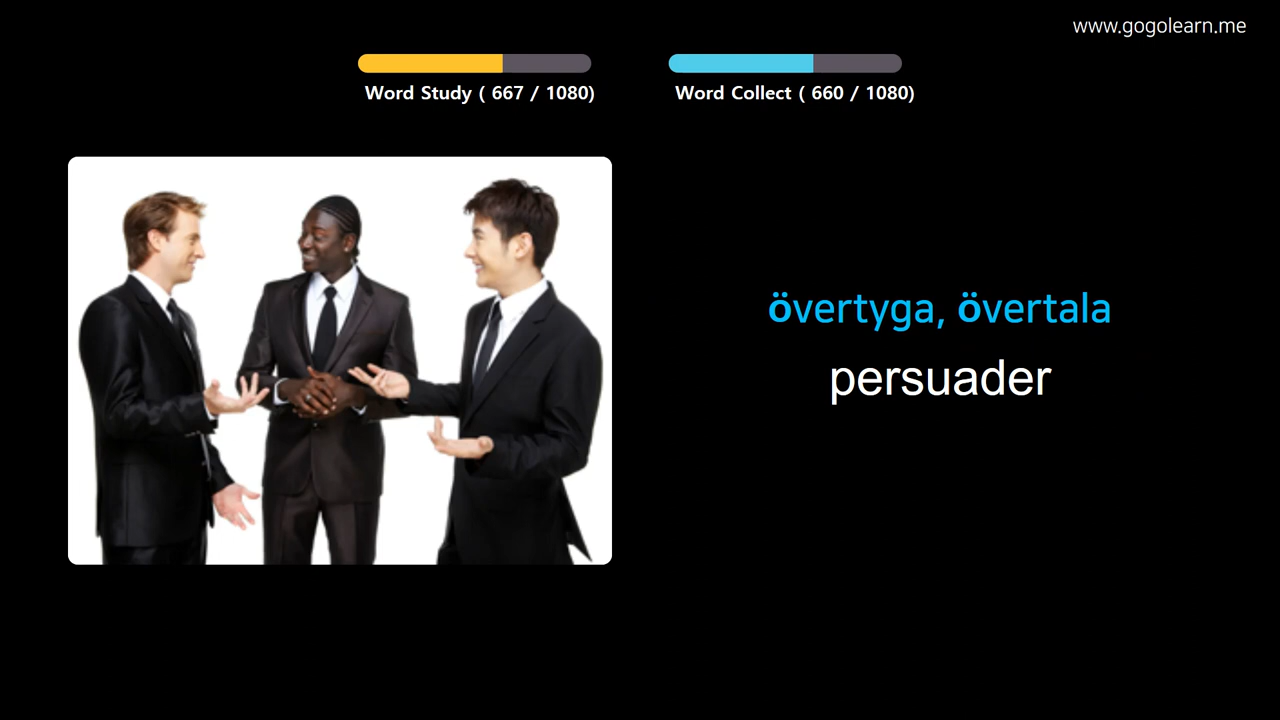 www.gogolearn.me
Word Study ( 667 / 1080)
Word Collect ( 660 / 1080)
övertyga, övertala
persuader